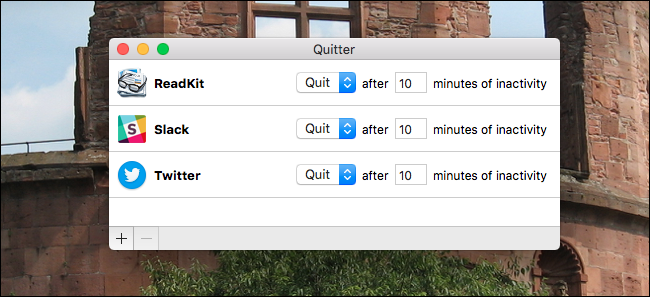 Quitter
ReadKit Quit after 10 minutes of inactivity
Slack Quit after 10 minutes of inactivity
Twitter Quit after 10 minutes of inactivity